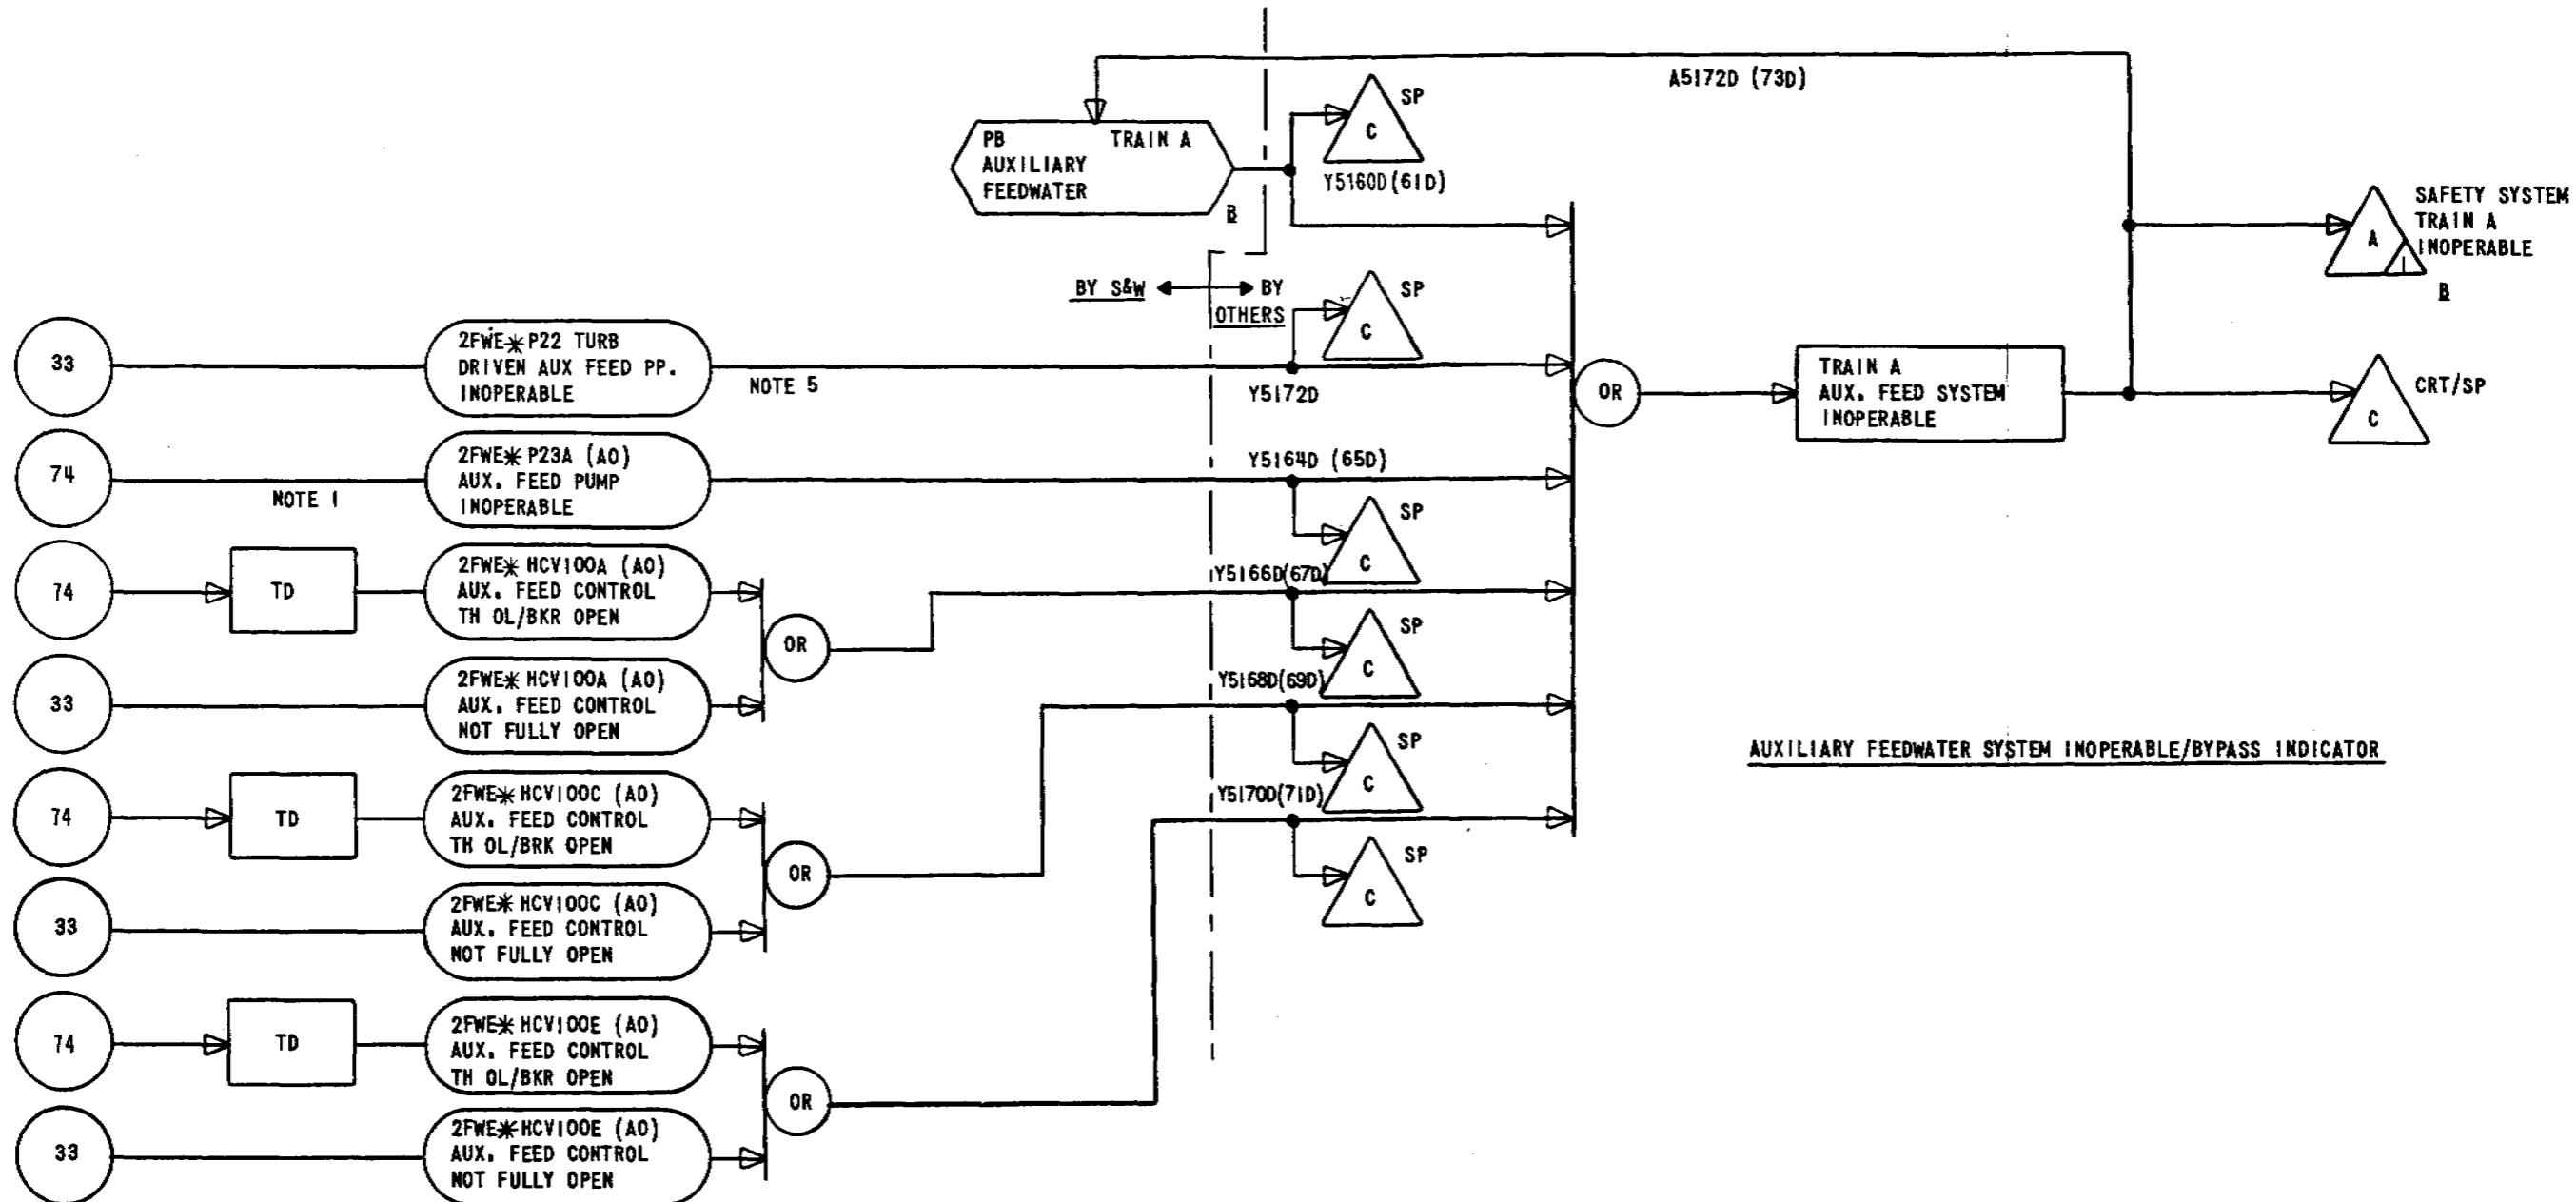 A5172D (73D)
SP
C
PB TRAIN A
AUXILIARY
FEEDWATER
B
Y5160D(61D)
SAFETY SYSTEM
TRAIN A
INOPERABLE
A
1
B
BY S&W
BY
OTHERS
SP
C
33
2FWE* P22 TURB
DRIVEN AUX FEED PP.
INOPERABLE
NOTE 5
Y5172D
OR
TRAIN A
AUX. FEED SYSTEM
INOPERABLE
CRT/SP
C
74
NOTE 1
2FWE* P23A (AO)
AUX. FEED PUMP
INOPERABLE
Y5164D (65D)
SP
C
74
TD
2FWE* HCV100A (AO)
AUX. FEED CONTROL
TH OL/BKR OPEN
OR
Y5166D(67D)
SP
C
33
2FWE* HCV100A (AO)
AUX. FEED CONTROL
NOT FULLY OPEN
Y5168D(69D)
SP
C
AUXILIARY FEEDWATER SYSTEM INOPERABLE/BYPASS INDICATOR
74
TD
2FWE* HCV100C (AO)
AUX. FEED CONTROL
TH OL/BRK OPEN
OR
Y5170D(71D)
SP
C
33
2FWE* HCV100C (AO)
AUX. FEED CONTROL
NOT FULLY OPEN
74
TD
2FWE* HCV100E (AO)
AUX. FEED CONTROL
TH OL/BKR OPEN
OR
33
2FWE* HCV100E (AO)
AUX. FEED CONTROL
NOT FULLY OPEN